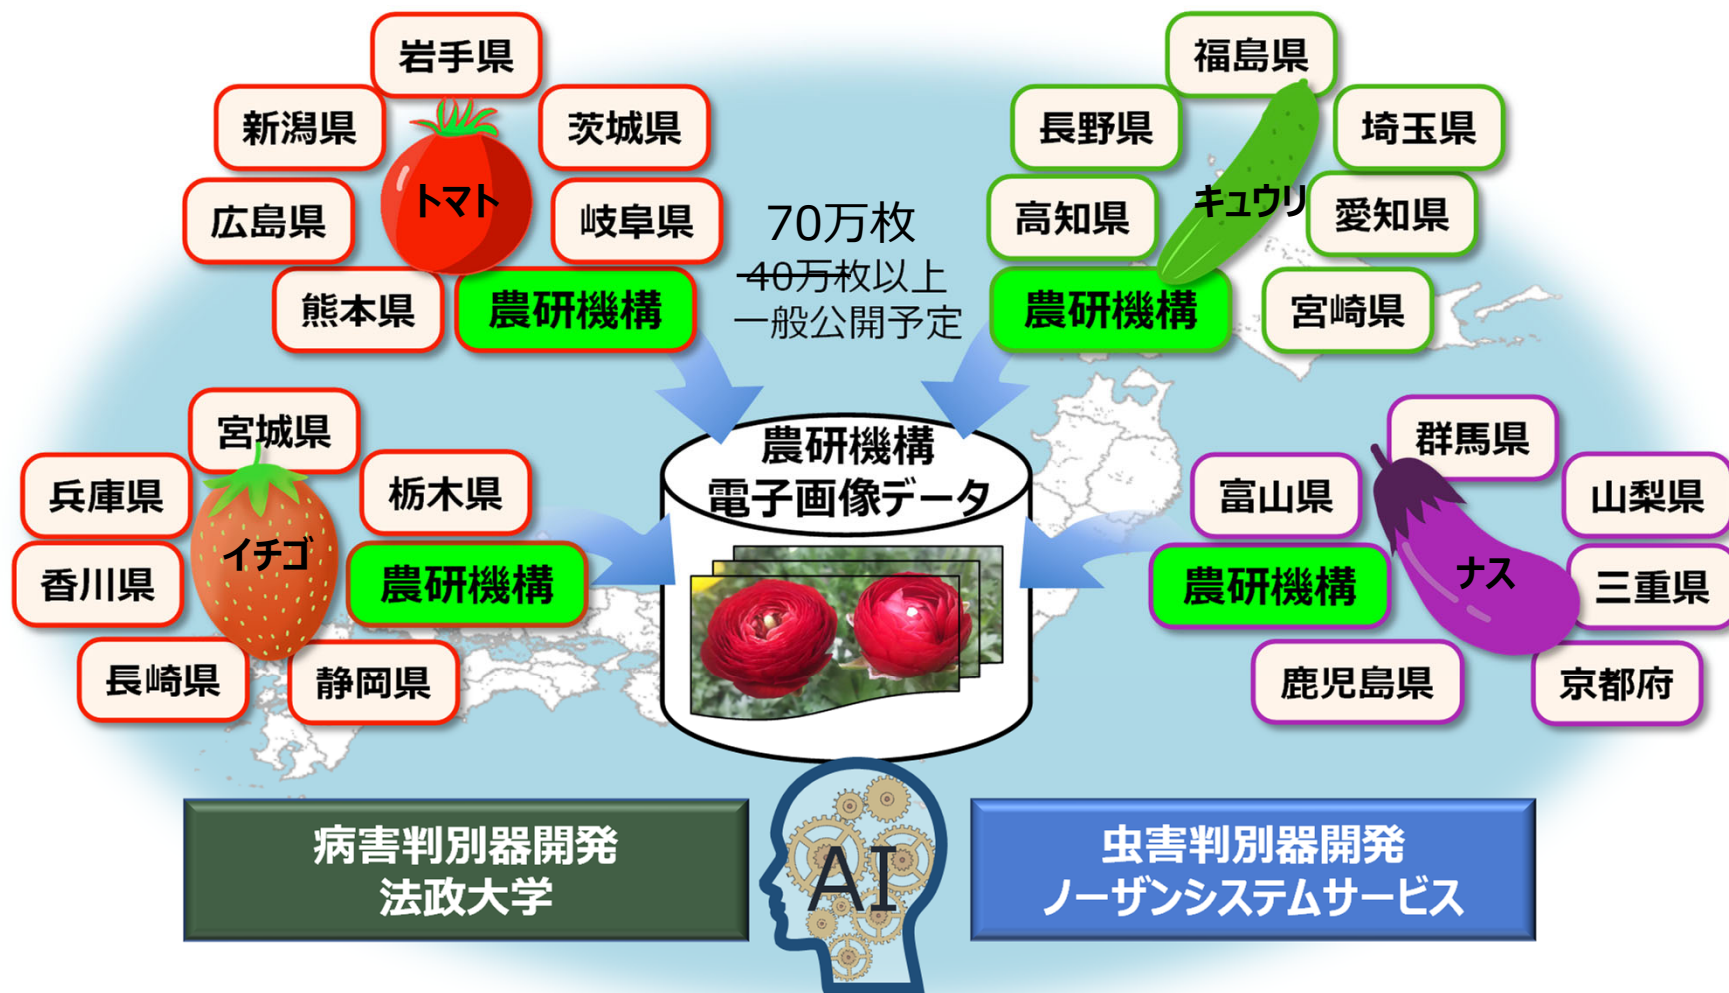 岩手県
新潟県
茨城県
トマト
広島県
岐阜県
熊本県
農研機構
福島県
長野県
埼玉県
キュウリ
高知県
愛知県
農研機構
宮崎県
70万枚
40万枚以上
一般公開予定
宮城県
兵庫県
栃木県
イチゴ
香川県
農研機構
長崎県
静岡県
農研機構
電子画像データ
群馬県
富山県
山梨県
ナス
農研機構
三重県
鹿児島県
京都府
病害判別器開発
法政大学
AI
虫害判別器開発
ノーザンシステムサービス